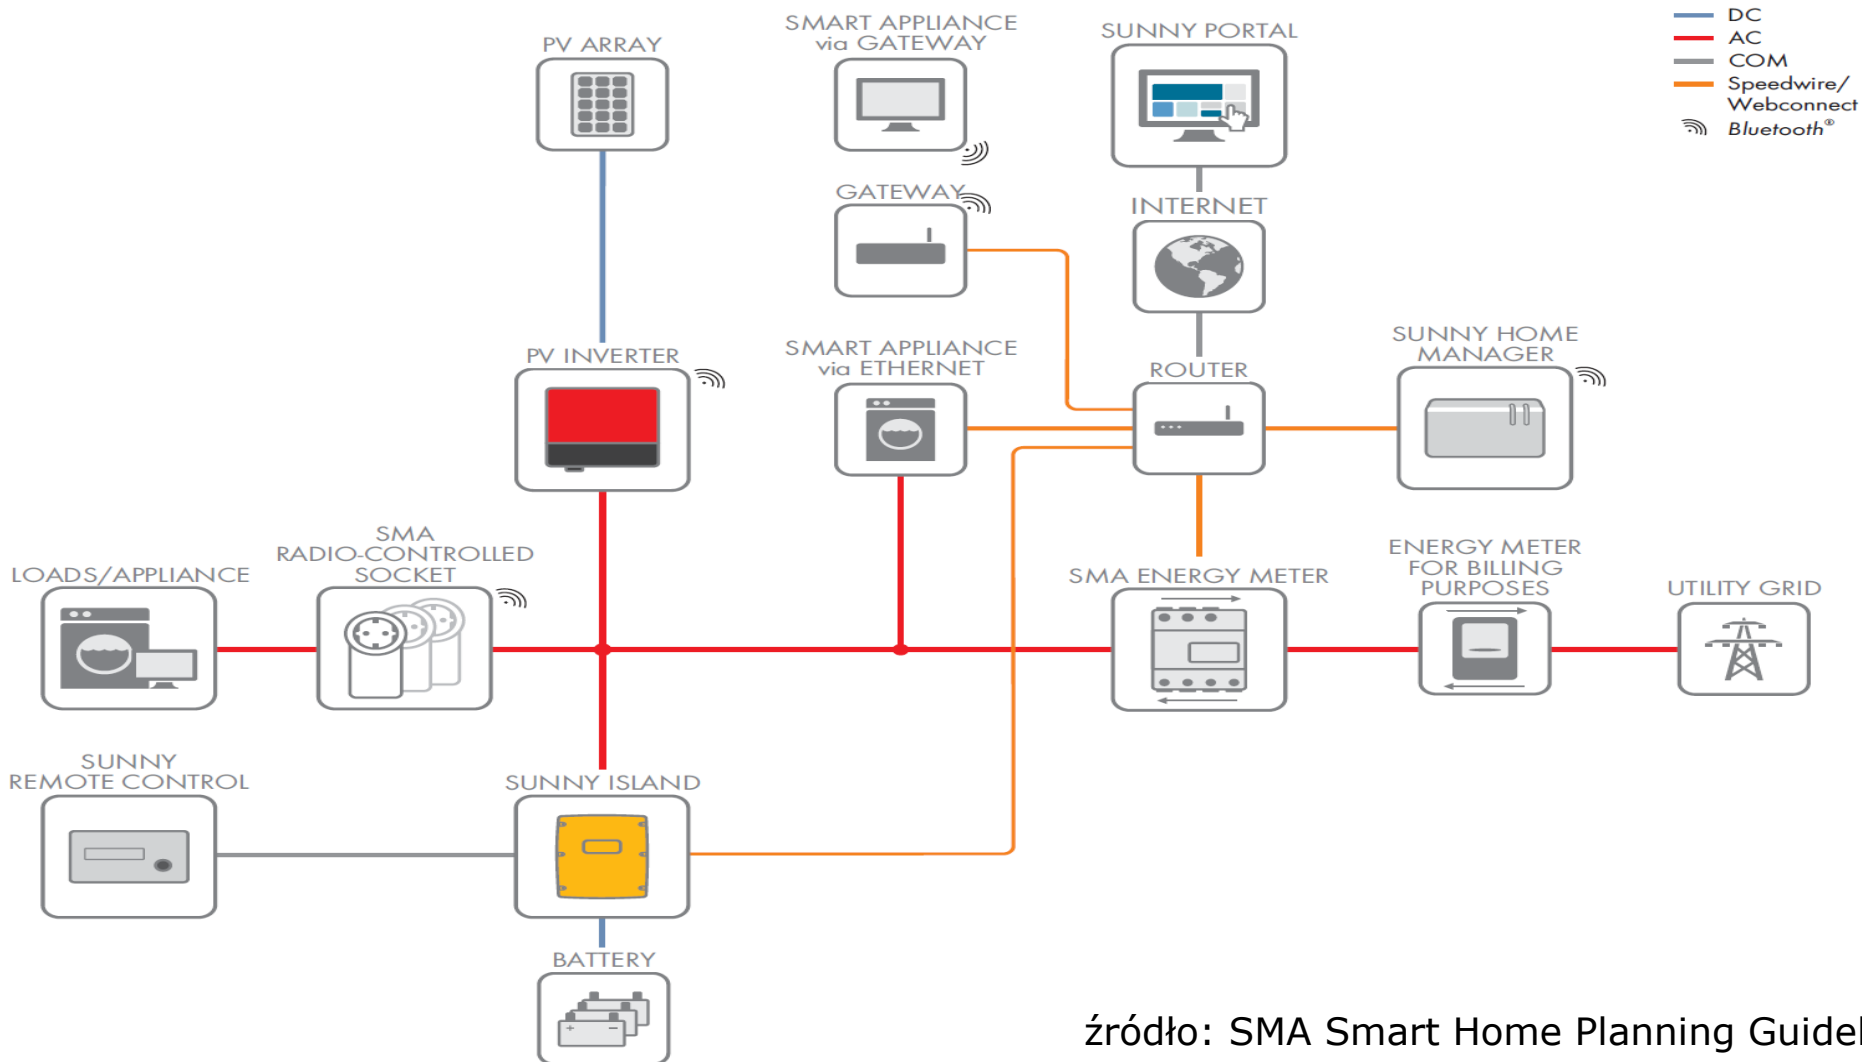 DC
AC
COM
Speedwire/
Webconnect
Bluetooth®
PV ARRAY
SMART APPLIANCE
via GATEWAY
SUNNY PORTAL
GATEWAY
INTERNET
PV INVERTER
SMART APPLIANCE
via ETHERNET
ROUTER
SUNNY HOME
MANAGER
LOADS/APPLIANCE
SMA
RADIO-CONTROLLED
SOCKET
SMA ENERGY METER
ENERGY METER
FOR BILLING
PURPOSES
UTILITY GRID
SUNNY
REMOTE CONTROL
SUNNY ISLAND
BATTERY
+ −
źródło: SMA Smart Home Planning